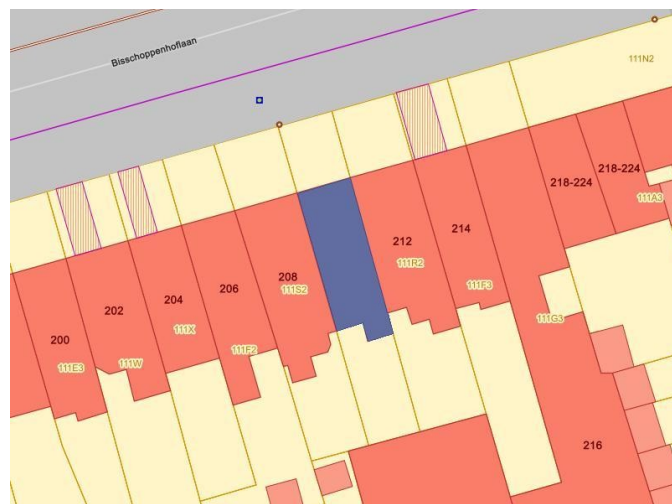 Bisschoppenhoflaan
111N2
218-224
218-224
111A3
214
212
111R2
111F3
208
111S2
206
204
111X
202
111G3
200
111F2
111W
111E3
216